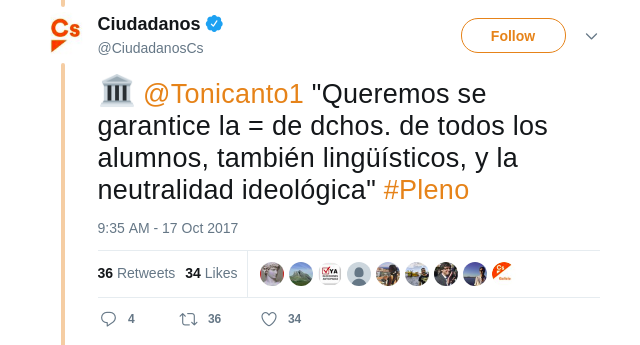 Cs
Ciudadanos
@CiudadanosCs
Follow
@Tonicanto1 "Queremos se
garantice la = de dchos. de todos los
alumnos, también lingüísticos, y la
neutralidad ideológica" #Pleno
9:35 AM - 17 Oct 2017
36 Retweets 34 Likes
YA
4 36 34